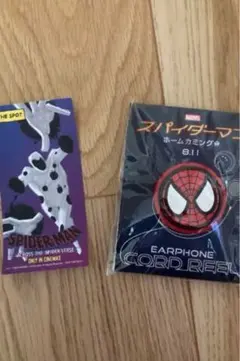 THE SPOT
SPIDER-MAN
ONLY IN CINEMAS
MARVEL
スパイダーマン
ホームカミング
8.11
EARPHONE
CORD REEL